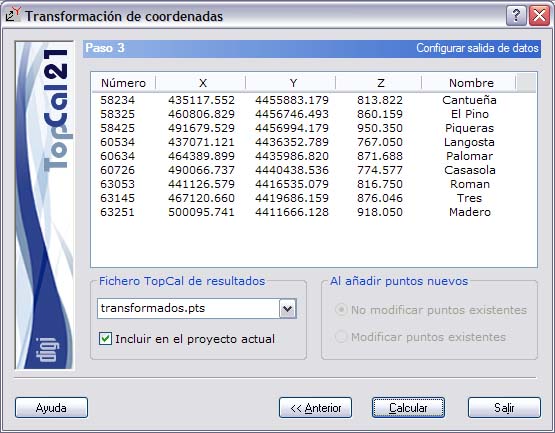 Transformación de coordenadas
Paso 3 Configurar salida de datos
TopCal 21
digi
Número X Y Z Nombre
58234 435117.552 4455883.179 813.822 Cantueña
58325 460806.829 4456746.493 860.159 El Pino
58425 491679.529 4456994.179 950.350 Piqueras
60534 437071.121 4436352.789 767.050 Langosta
60634 464389.899 4435986.820 871.688 Palomar
60726 490066.737 4440438.536 774.577 Casasola
63053 441126.579 4416535.079 816.750 Roman
63145 467120.660 4419686.159 876.046 Tres
63251 500095.741 4411666.128 918.050 Madero
Fichero TopCal de resultados
transformados.pts
Incluir en el proyecto actual
Al añadir puntos nuevos
No modificar puntos existentes
Modificar puntos existentes
Ayuda << Anterior Calcular Salir